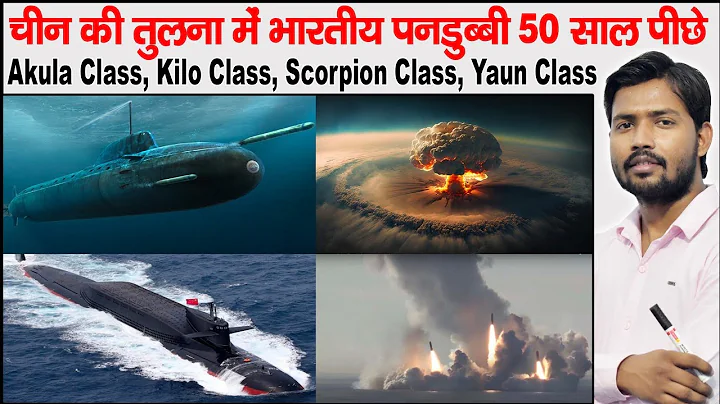 चीन की तुलना में भारतीय पनडुब्बी 50 साल पीछे
Akula Class, Kilo Class, Scorpion Class, Yaun Class